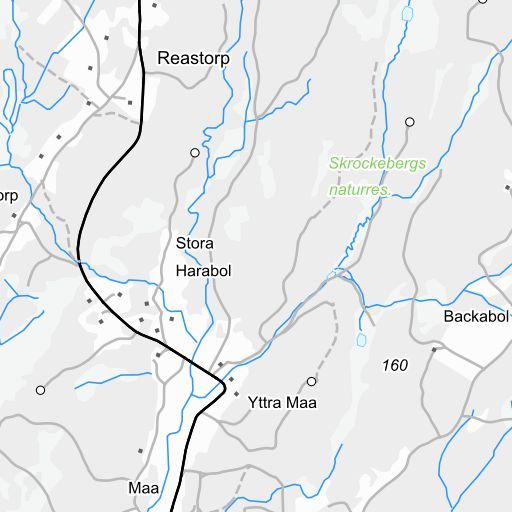 Reastorp
Skrockebergs
naturres.
orp
Stora
Harabol
Backabol
160
Yttra Maa
Maa